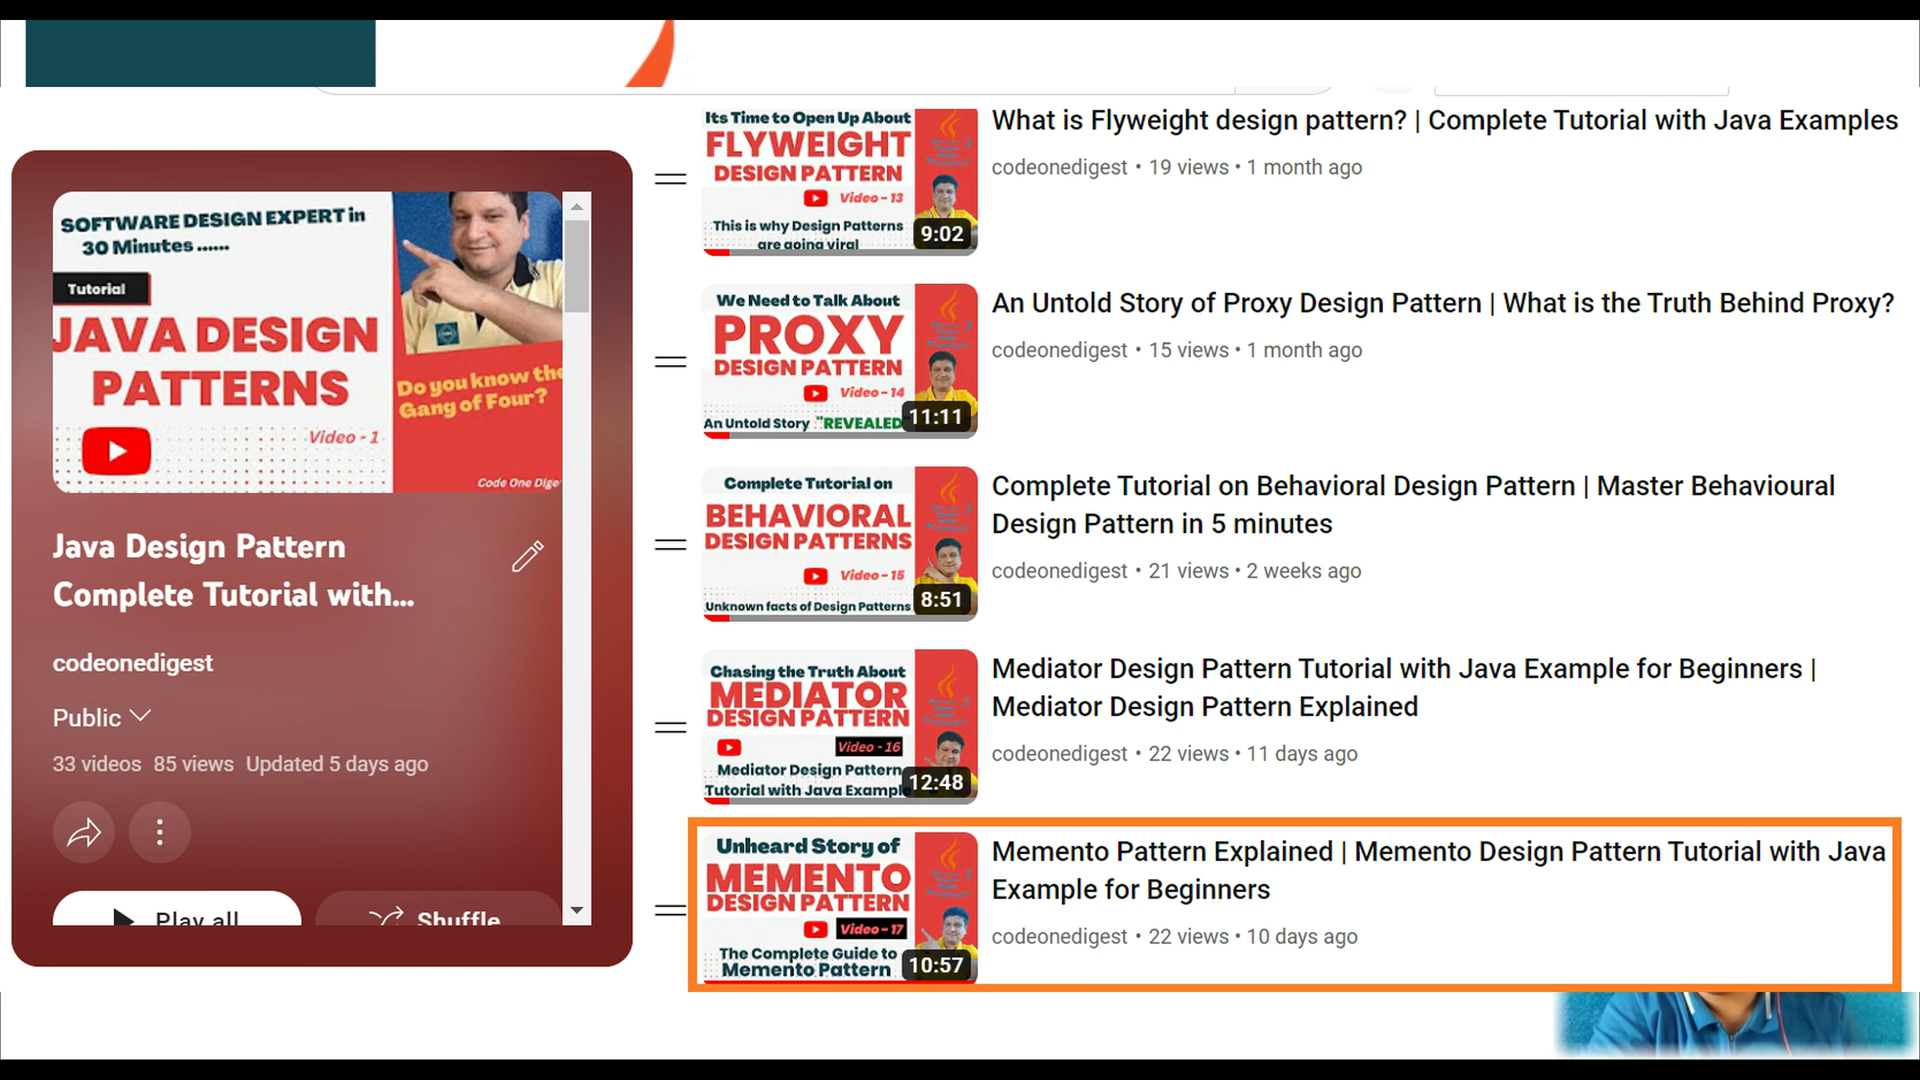 SOFTWARE DESIGN EXPERT in
30 Minutes ......
Tutorial
JAVA DESIGN
PATTERNS
Video - 1
Do you know the
Gang of Four?
Code One Dige
Java Design Pattern
Complete Tutorial with...
codeonedigest
Public
33 videos 85 views Updated 5 days ago
Play all
Shuffle
Its Time to Open Up About
FLYWEIGHT
DESIGN PATTERN
Video - 13
This is why Design Patterns
are going viral
9:02
What is Flyweight design pattern? | Complete Tutorial with Java Examples
codeonedigest • 19 views • 1 month ago
We Need to Talk About
PROXY
DESIGN PATTERN
Video - 14
An Untold Story "REVEALED
11:11
An Untold Story of Proxy Design Pattern | What is the Truth Behind Proxy?
codeonedigest • 15 views • 1 month ago
Complete Tutorial on
BEHAVIORAL
DESIGN PATTERNS
Video - 15
Unknown facts of Design Patterns
8:51
Complete Tutorial on Behavioral Design Pattern | Master Behavioural
Design Pattern in 5 minutes
codeonedigest • 21 views • 2 weeks ago
Chasing the Truth About
MEDIATOR
DESIGN PATTERN
Video - 16
Mediator Design Pattern
Tutorial with Java Example
12:48
Mediator Design Pattern Tutorial with Java Example for Beginners |
Mediator Design Pattern Explained
codeonedigest • 22 views • 11 days ago
Unheard Story of
MEMENTO
DESIGN PATTERN
Video - 17
The Complete Guide to
Memento Pattern
10:57
Memento Pattern Explained | Memento Design Pattern Tutorial with Java
Example for Beginners
codeonedigest • 22 views • 10 days ago